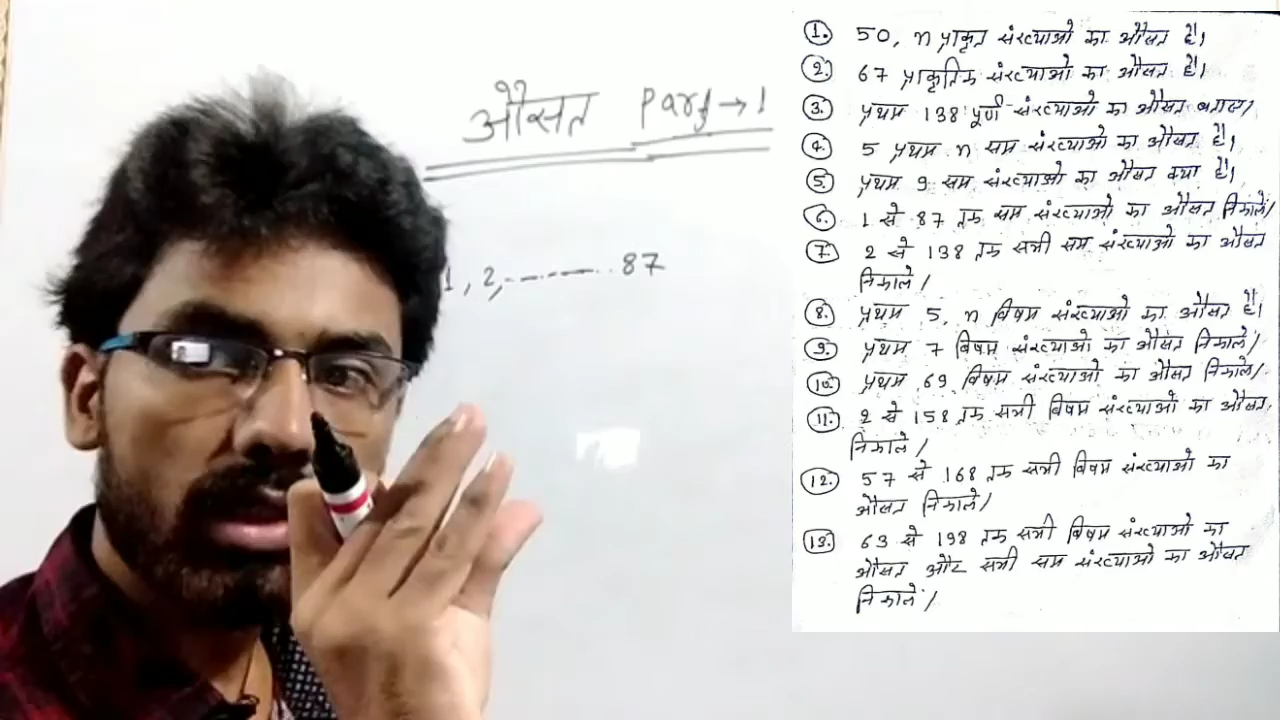 औसत Part → 1
1, 2, ------- .. 87
1. 50, n प्राकृत संख्याओ का औसत है।
2. 67 प्राकृतिक संख्याओ का औसत है।
3. प्रथम 138 पूर्ण संख्याओ का औसत बताए।
4. 5 प्रथम n सम संख्याओ का औसत है।
5. प्रथम 9 सम संख्याओ का औसत क्या है।
6. 1 से 87 तक सम संख्याओ का औसत निकाले।
7. 2 से 138 तक सभी सम संख्याओ का औसत
निकाले।
8. प्रथम 5, n विषम संख्याओ का औसत है।
9. प्रथम 7 विषम संख्याओ का औसत निकाले।
10. प्रथम 69 विषम संख्याओ का औसत निकाले।
11. 2 से 158 तक सभी विषम संख्याओ का औसत
निकाले।
12. 57 से 168 तक सभी विषम संख्याओ का
औसत निकाले।
13. 63 से 198 तक सभी विषम संख्याओ का
औसत और सभी सम संख्याओ का औसत
निकाले।